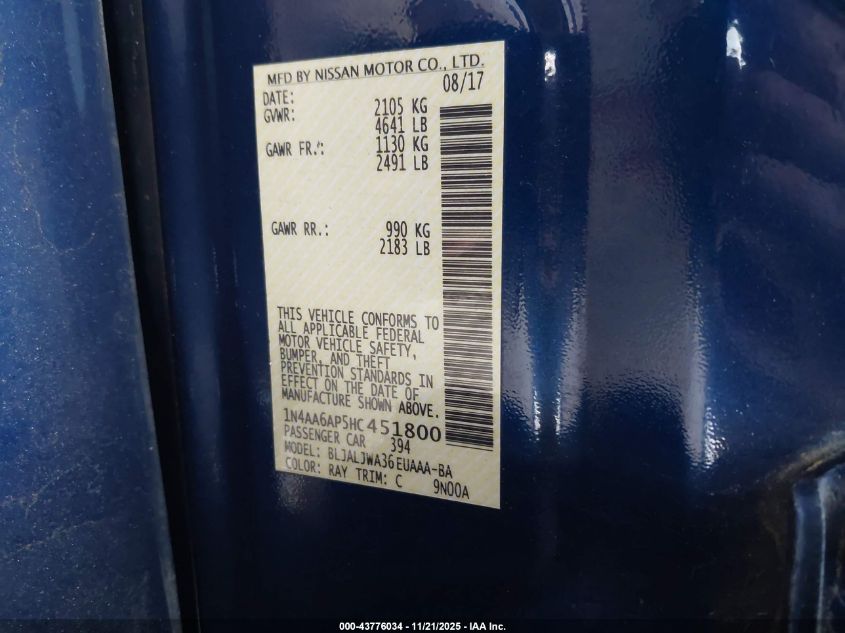 MFD BY NISSAN MOTOR CO., LTD.
DATE: 08/17
GVWR: 2105 KG
4641 LB
GAWR FR.: 1130 KG
2491 LB
GAWR RR.: 990 KG
2183 LB
THIS VEHICLE CONFORMS TO
ALL APPLICABLE FEDERAL
MOTOR VEHICLE SAFETY,
BUMPER, AND THEFT
PREVENTION STANDARDS IN
EFFECT ON THE DATE OF
MANUFACTURE SHOWN ABOVE.
1N4AA6AP5HC451800
PASSENGER CAR 394
MODEL: BLJALJWA36EUAAA-BA
COLOR: RAY TRIM: C 9N00A
000-43776034 - 11/21/2025 - IAA Inc.